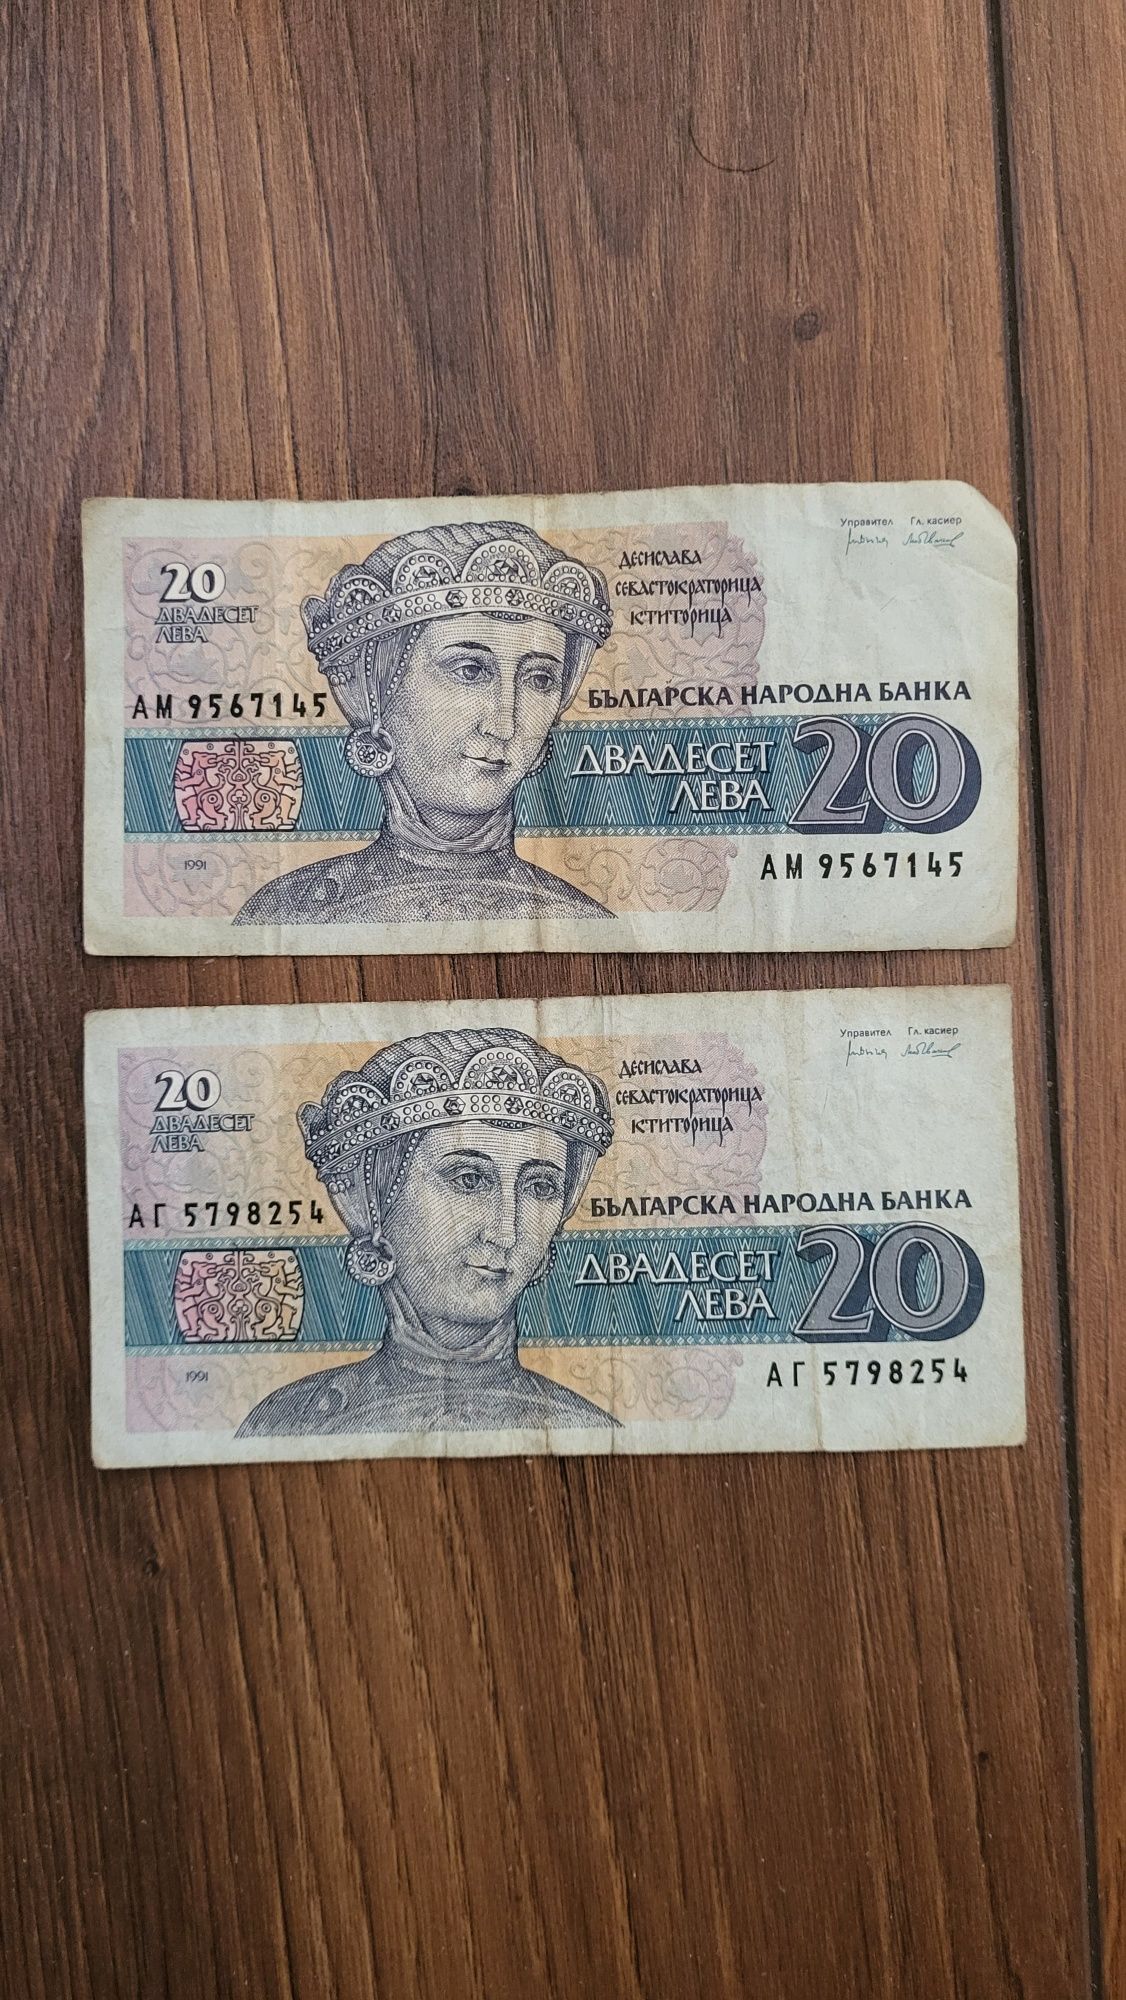 Управител Гл. касиер
ДЕСИСЛАВА
СЕВАСТОКРАТОРИЦА
КТИТОРИЦА
20
ДВАДЕСЕТ
ЛЕВА
АМ 9567145
БЪЛГАРСКА НАРОДНА БАНКА
ДВАДЕСЕТ
ЛЕВА
20
1991
АМ 9567145
Управител Гл. касиер
ДЕСИСЛАВА
СЕВАСТОКРАТОРИЦА
КТИТОРИЦА
20
ДВАДЕСЕТ
ЛЕВА
АГ 5798254
БЪЛГАРСКА НАРОДНА БАНКА
ДВАДЕСЕТ
ЛЕВА
20
1991
АГ 5798254